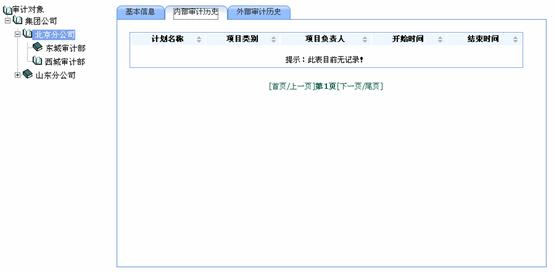 审计对象
集团公司
北京分公司
东城审计部
西城审计部
山东分公司
基本信息 内部审计历史 外部审计历史
计划名称 项目类别 项目负责人 开始时间 结束时间
提示：此表目前无记录!
[首页/上一页]第1页[下一页/尾页]